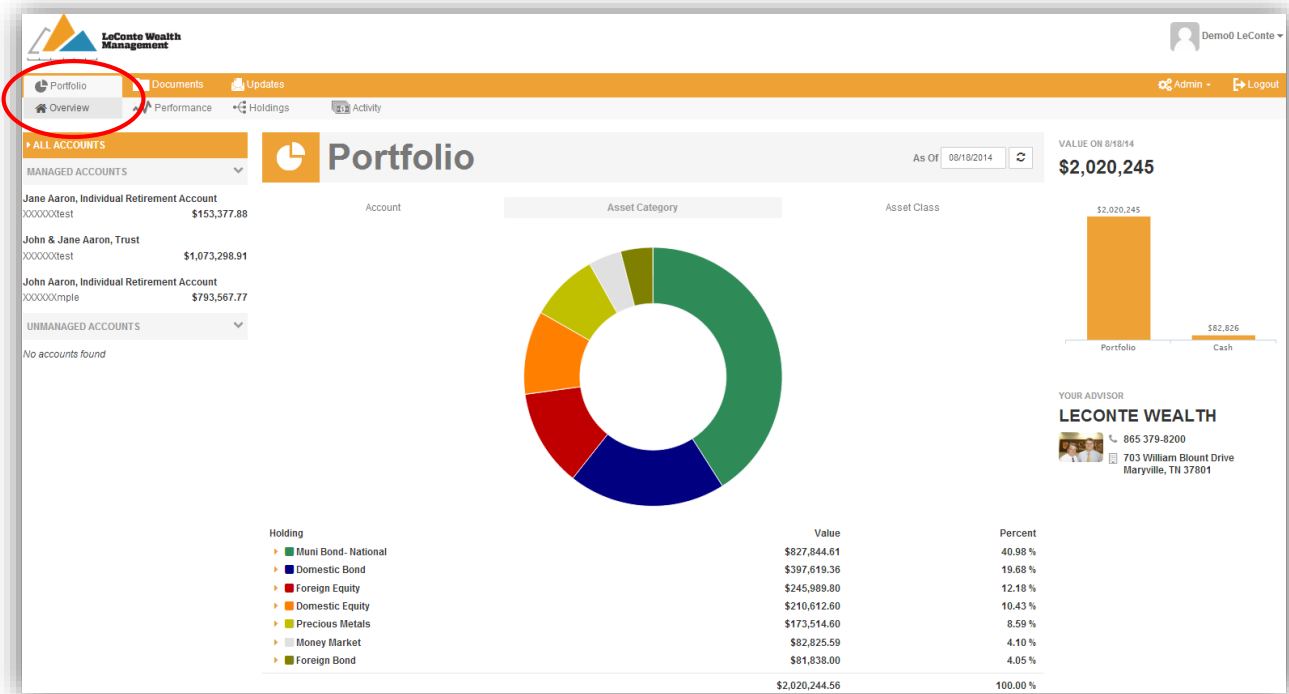 LeConte Wealth
Management
Demo0 LeConte
Portfolio
Documents
Updates
Admin
Logout
Overview
Performance
Holdings
Activity
ALL ACCOUNTS
MANAGED ACCOUNTS
Jane Aaron, Individual Retirement Account
XXXXXXtest $153,377.88
John & Jane Aaron, Trust
XXXXXXtest $1,073,298.91
John Aaron, Individual Retirement Account
XXXXXXmple $793,567.77
UNMANAGED ACCOUNTS
No accounts found
Portfolio
As Of 08/18/2014
Account Asset Category Asset Class
Holding Value Percent
Muni Bond- National $827,844.61 40.98 %
Domestic Bond $397,619.36 19.68 %
Foreign Equity $245,989.80 12.18 %
Domestic Equity $210,612.60 10.43 %
Precious Metals $173,514.60 8.59 %
Money Market $82,825.59 4.10 %
Foreign Bond $81,838.00 4.05 %
$2,020,244.56 100.00 %
VALUE ON 8/18/14
$2,020,245
$2,020,245
$82,826
Portfolio Cash
YOUR ADVISOR
LECONTE WEALTH
865 379-8200
703 William Blount Drive
Maryville, TN 37801